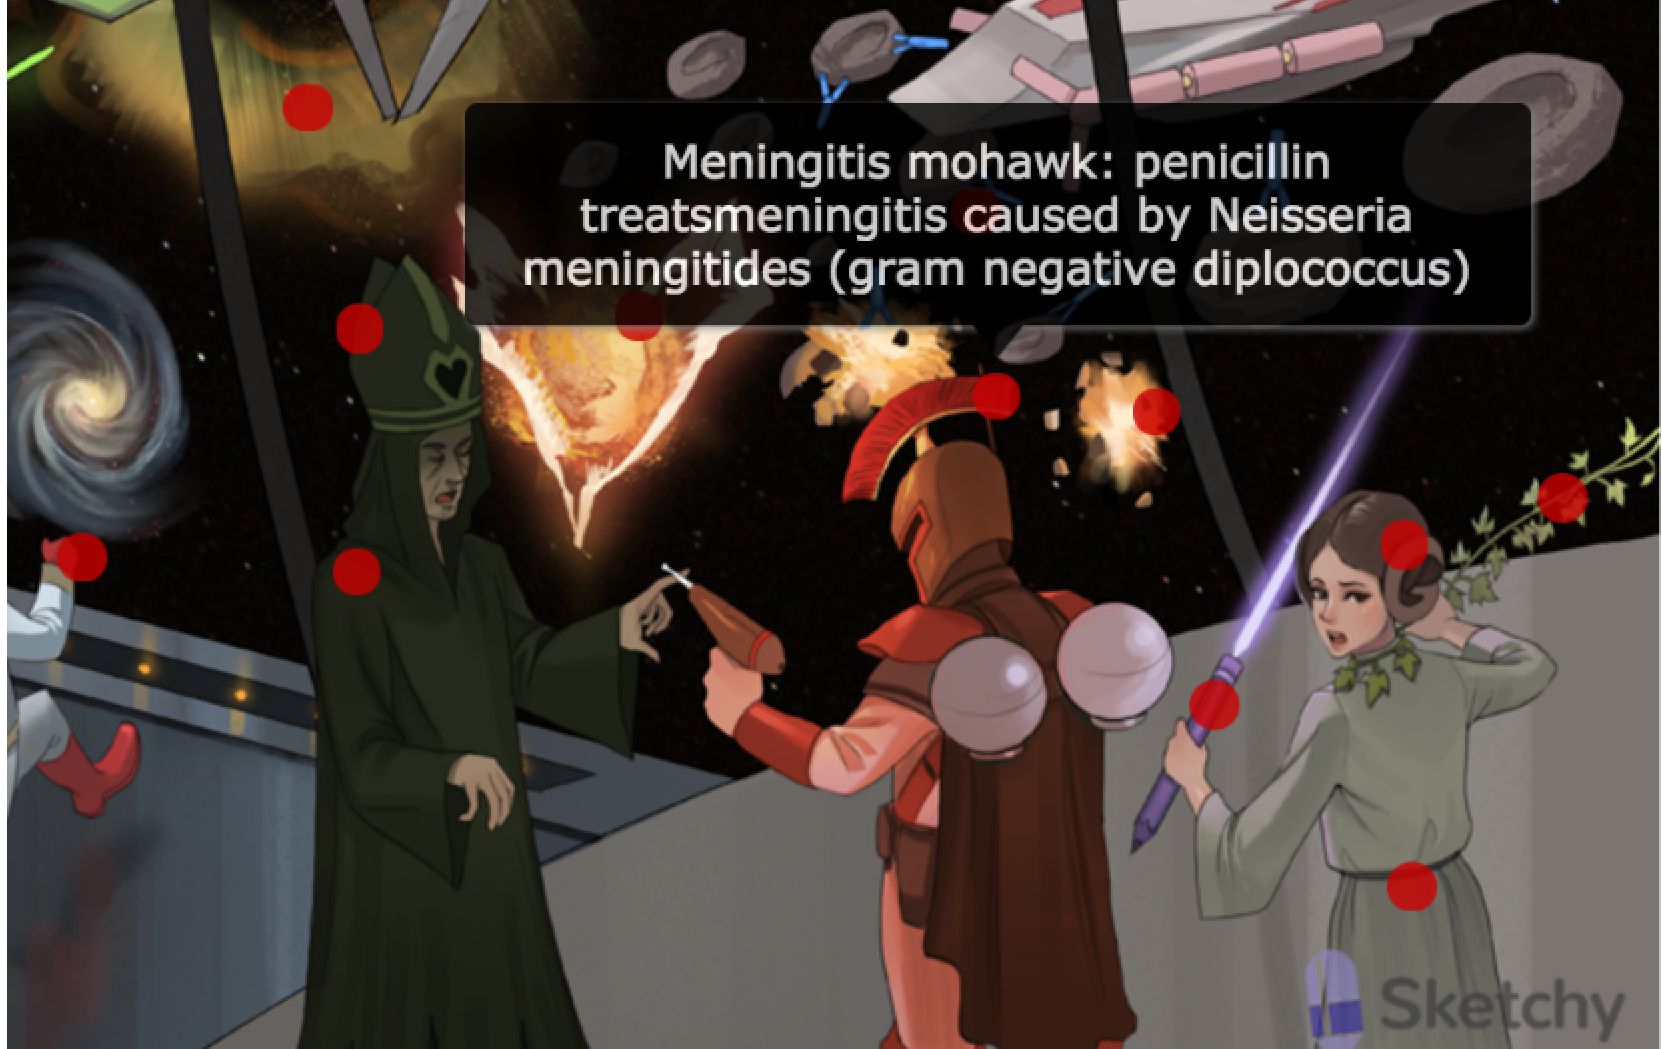 Meningitis mohawk: penicillin
treatsmeningitis caused by Neisseria
meningitides (gram negative diplococcus)
Sketchy